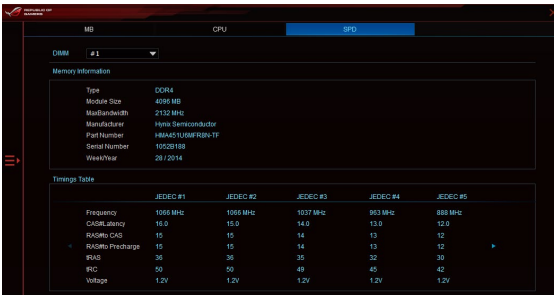 REPUBLIC OF
GAMERS
MB CPU SPD
DIMM #1
Memory Information
Type DDR4
Module Size 4096 MB
MaxBandwidth 2132 MHz
Manufacturer Hynix Semiconductor
Part Number HMA451U6MFR8N-TF
Serial Number 1052B188
Week/Year 28 / 2014
Timings Table
JEDEC #1 JEDEC #2 JEDEC #3 JEDEC #4 JEDEC #5
Frequency 1066 MHz 1066 MHz 1037 MHz 963 MHz 888 MHz
CAS#Latency 16.0 15.0 14.0 13.0 12.0
RAS#to CAS 15 15 14 13 12
RAS#to Precharge 15 15 14 13 12
tRAS 36 36 35 32 30
tRC 50 50 49 45 42
Voltage 1.2V 1.2V 1.2V 1.2V 1.2V